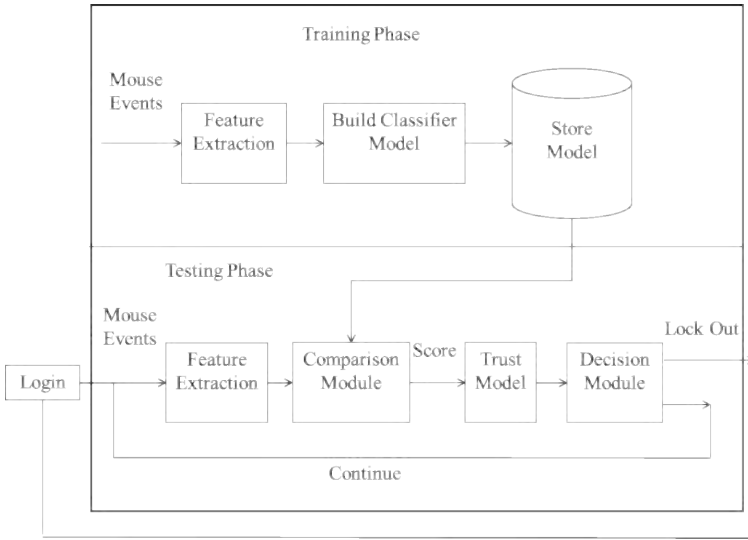 Training Phase
Mouse
Events
Feature
Extraction
Build Classifier
Model
Store
Model
Testing Phase
Mouse
Events
Lock Out
Login
Feature
Extraction
Comparison
Module
Score
Trust
Model
Decision
Module
Continue